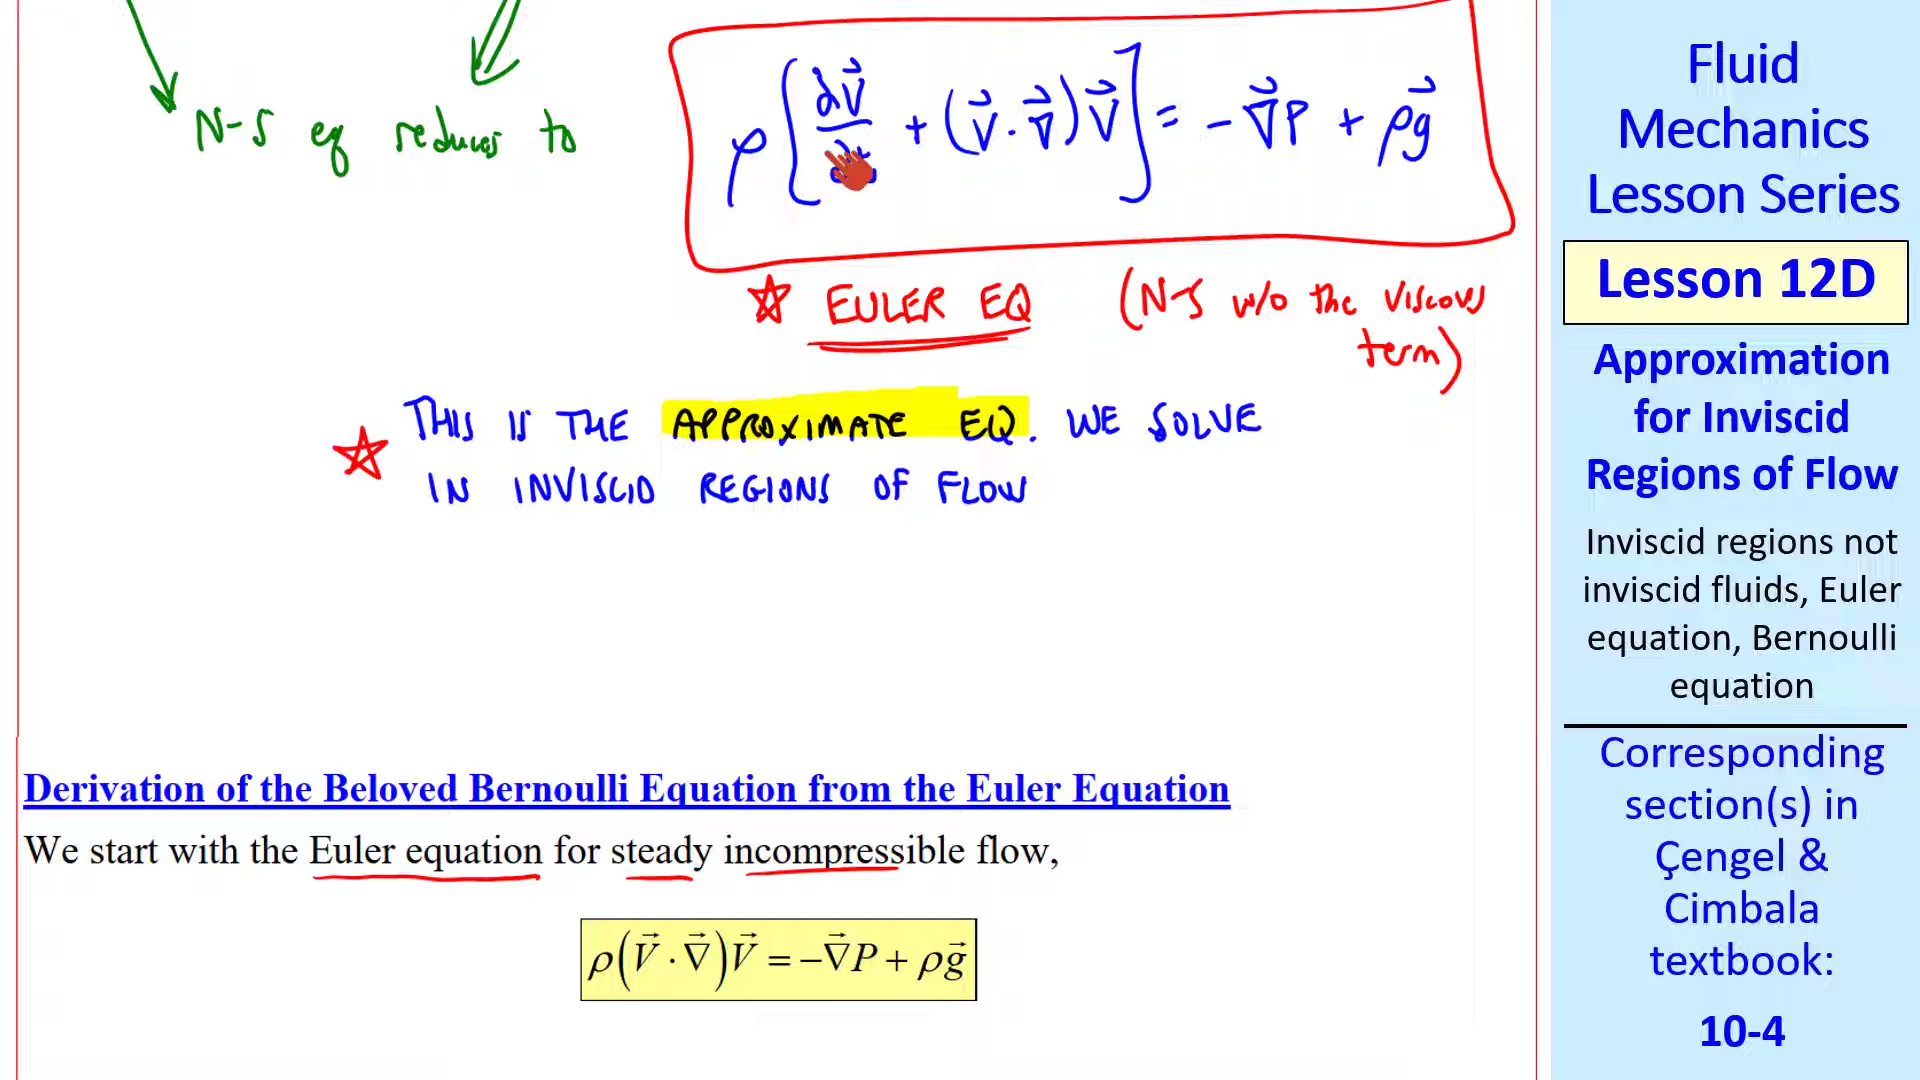 N-S eq reduces to
ρ[∂V⃗/∂t + (V⃗·∇⃗)V⃗] = -∇⃗P + ρg⃗
☆ EULER EQ (N-S w/o the viscous
term)
☆ THIS IS THE APPROXIMATE EQ. WE SOLVE
IN INVISCID REGIONS OF FLOW
Derivation of the Beloved Bernoulli Equation from the Euler Equation
We start with the Euler equation for steady incompressible flow,
ρ(V⃗·∇⃗)V⃗ = −∇⃗P + ρg⃗
Fluid
Mechanics
Lesson Series
Lesson 12D
Approximation
for Inviscid
Regions of Flow
Inviscid regions not
inviscid fluids, Euler
equation, Bernoulli
equation
Corresponding
section(s) in
Çengel &
Cimbala
textbook:
10-4